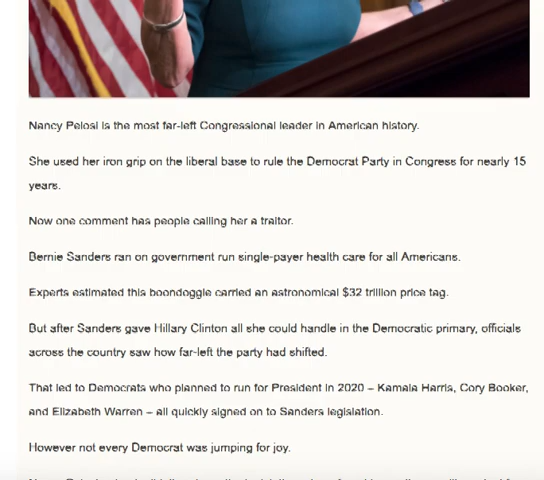 Nancy Pelosi is the most far-left Congressional leader in American history.
She used her iron grip on the liberal base to rule the Democrat Party in Congress for nearly 15
years.
Now one comment has people calling her a traitor.
Bernie Sanders ran on government run single-payer health care for all Americans.
Experts estimated this boondoggle carried an astronomical $32 trillion price tag.
But after Sanders gave Hillary Clinton all she could handle in the Democratic primary, officials
across the country saw how far-left the party had shifted.
That led to Democrats who planned to run for President in 2020 – Kamala Harris, Cory Booker,
and Elizabeth Warren – all quickly signed on to Sanders legislation.
However not every Democrat was jumping for joy.